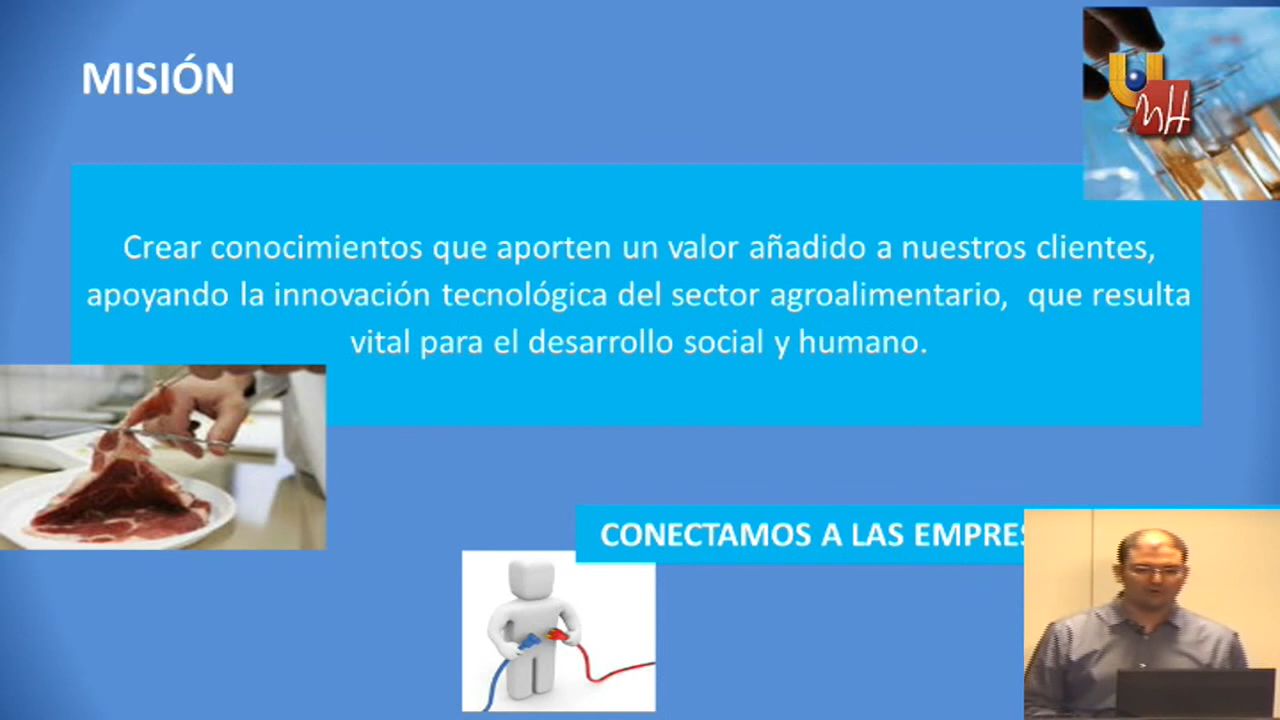 MISIÓN
UMH
Crear conocimientos que aporten un valor añadido a nuestros clientes,
apoyando la innovación tecnológica del sector agroalimentario, que resulta
vital para el desarrollo social y humano.
CONECTAMOS A LAS EMPRES